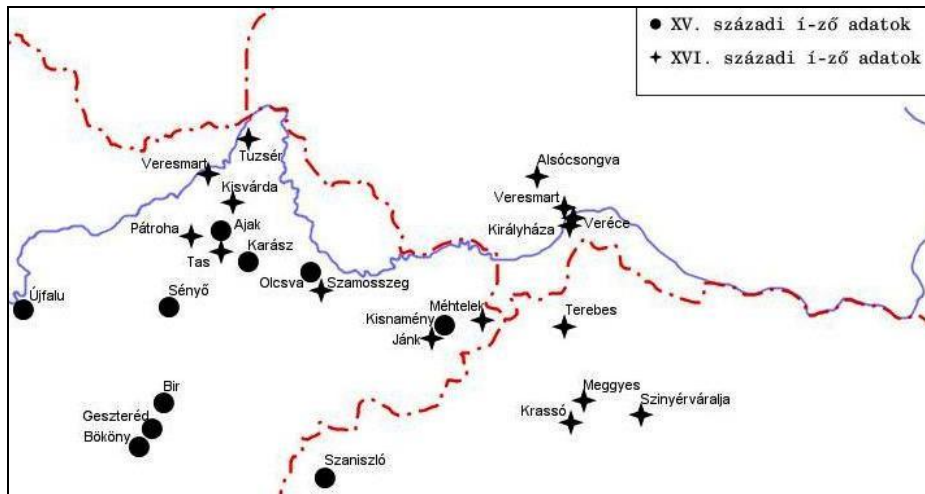 XV. századi í-ző adatok
XVI. századi í-ző adatok
Tuzsér
Veresmart
Kisvárda
Alsócsongva
Veresmart
Pátroha
Ajak
Királyháza
Veréce
Tas
Karász
Olcsva
Szamosszeg
Újfalu
Sényő
Méhtelek
Kisnamény
Terebes
Jánk
Bir
Meggyes
Szinyérváralja
Geszteréd
Krassó
Bököny
Szaniszló